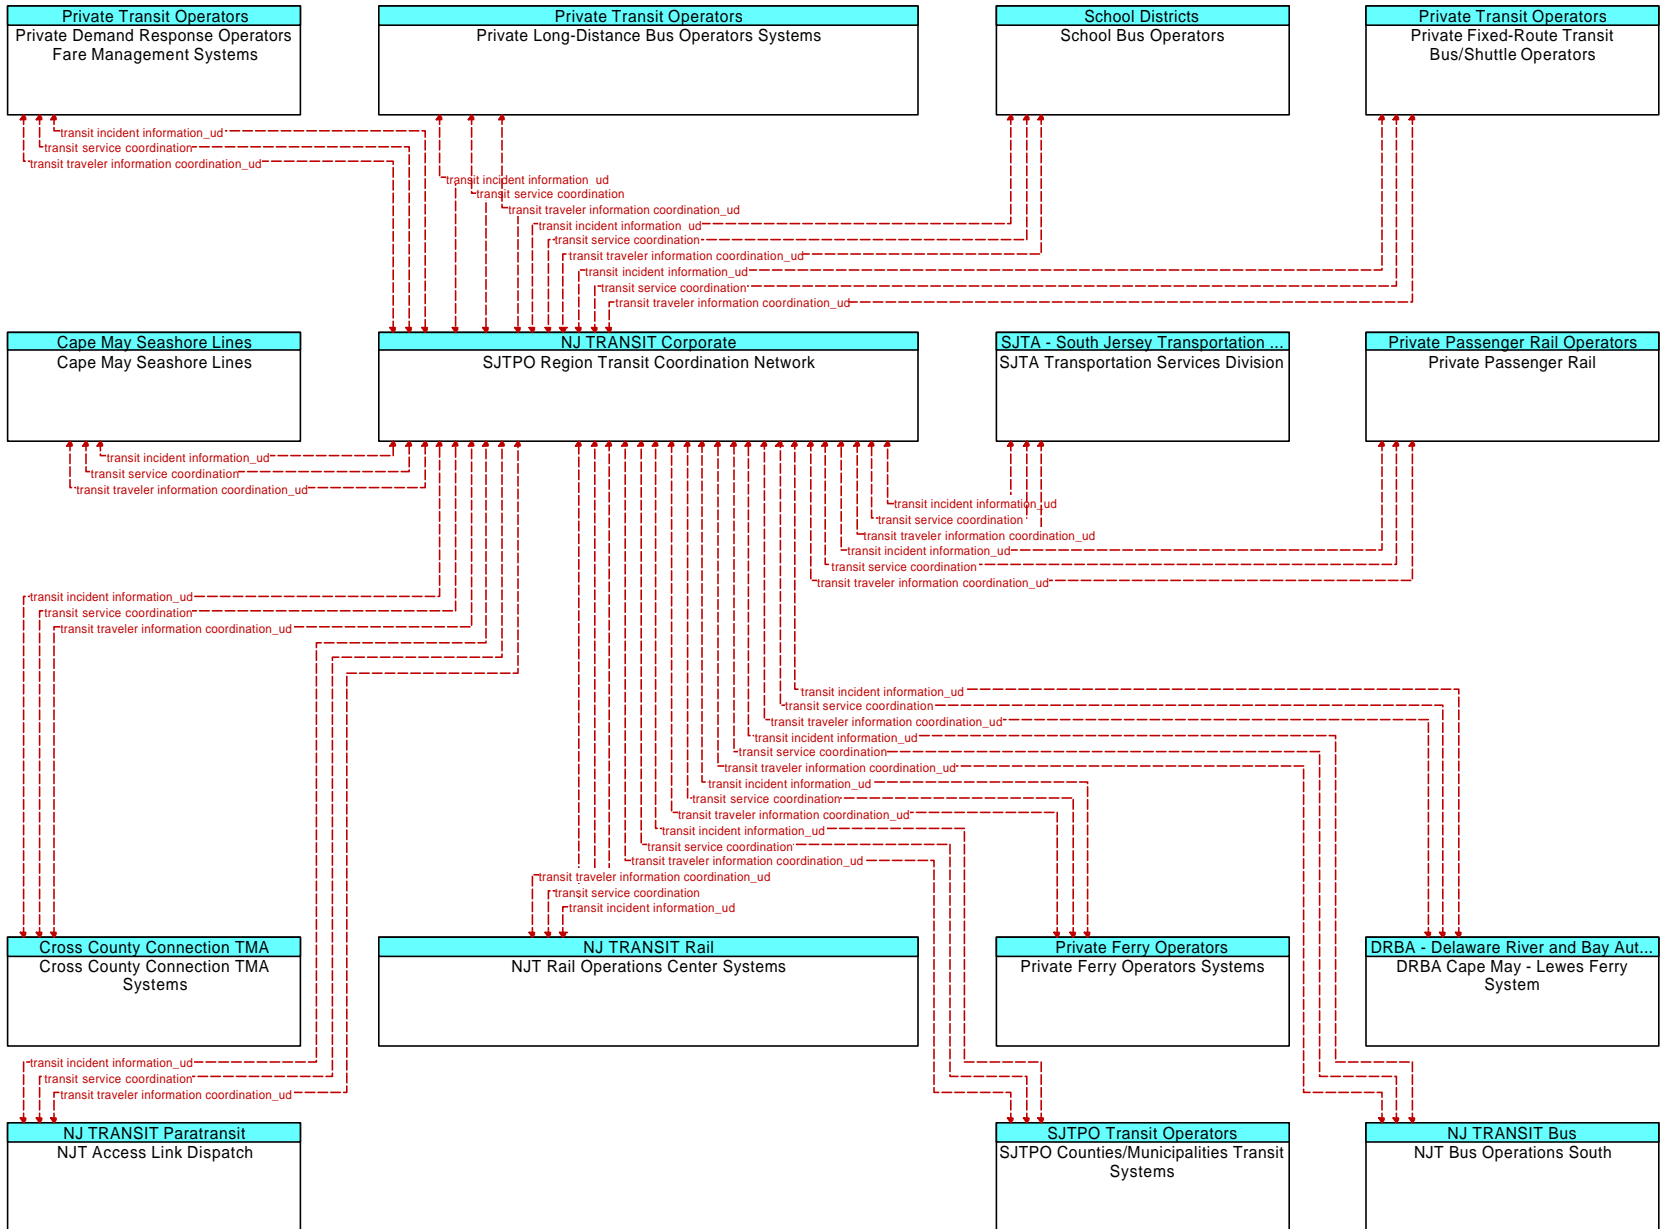 Private Transit Operators
Private Demand Response Operators
Fare Management Systems
Private Transit Operators
Private Long-Distance Bus Operators Systems
School Districts
School Bus Operators
Private Transit Operators
Private Fixed-Route Transit
Bus/Shuttle Operators
transit incident information_ud
transit service coordination
transit traveler information coordination_ud
transit incident information_ud
transit service coordination
transit traveler information coordination_ud
transit incident information_ud
transit service coordination
transit traveler information coordination_ud
transit incident information_ud
transit service coordination
transit traveler information coordination_ud
Cape May Seashore Lines
Cape May Seashore Lines
NJ TRANSIT Corporate
SJTPO Region Transit Coordination Network
SJTA - South Jersey Transportation ...
SJTA Transportation Services Division
Private Passenger Rail Operators
Private Passenger Rail
transit incident information_ud
transit service coordination
transit traveler information coordination_ud
transit incident information_ud
transit service coordination
transit traveler information coordination_ud
transit incident information_ud
transit service coordination
transit traveler information coordination_ud
transit incident information_ud
transit service coordination
transit traveler information coordination_ud
transit incident information_ud
transit service coordination
transit traveler information coordination_ud
transit incident information_ud
transit service coordination
transit traveler information coordination_ud
transit incident information_ud
transit service coordination
transit traveler information coordination_ud
transit incident information_ud
transit service coordination
transit traveler information coordination_ud
transit traveler information coordination_ud
transit service coordination
transit incident information_ud
Cross County Connection TMA
Cross County Connection TMA
Systems
NJ TRANSIT Rail
NJT Rail Operations Center Systems
Private Ferry Operators
Private Ferry Operators Systems
DRBA - Delaware River and Bay Aut...
DRBA Cape May - Lewes Ferry
System
transit incident information_ud
transit service coordination
transit traveler information coordination_ud
NJ TRANSIT Paratransit
NJT Access Link Dispatch
SJTPO Transit Operators
SJTPO Counties/Municipalities Transit
Systems
NJ TRANSIT Bus
NJT Bus Operations South